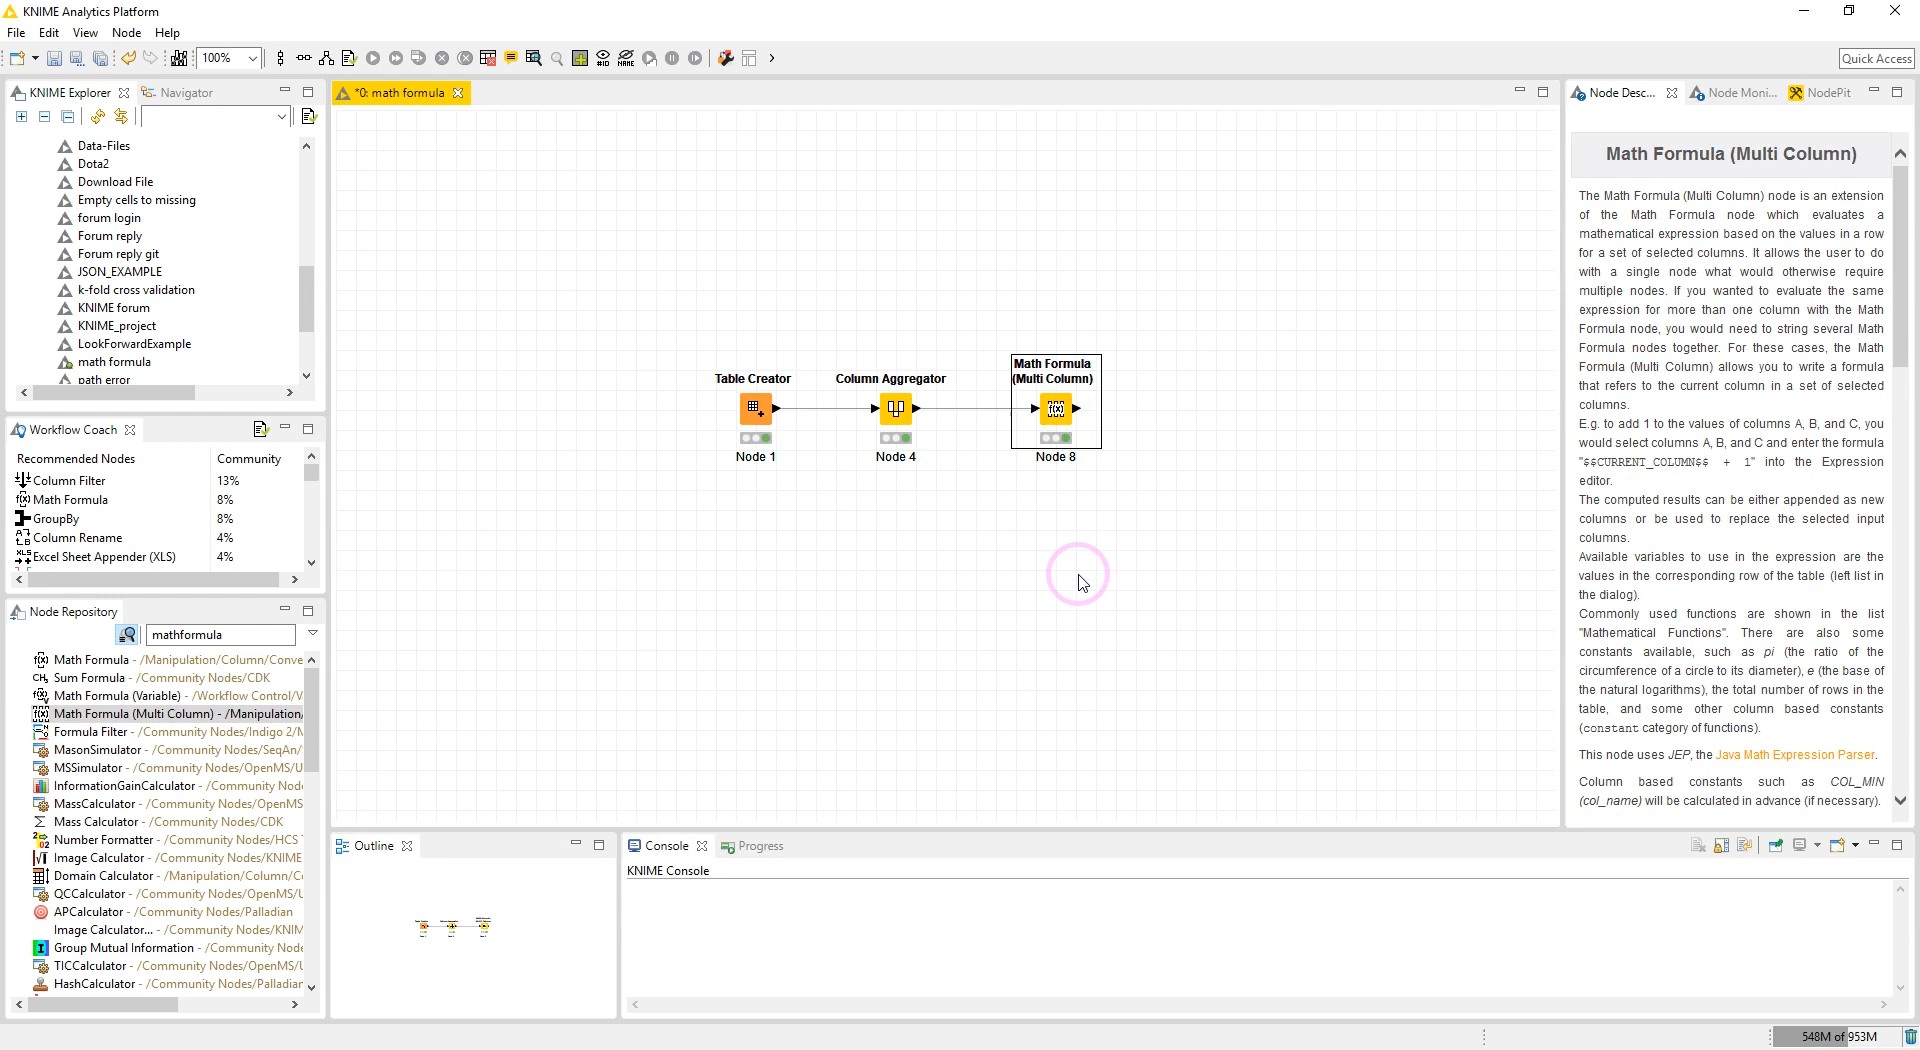 KNIME Analytics Platform
File Edit View Node Help
100%
Quick Access
KNIME Explorer
Navigator
Data-Files
Dota2
Download File
Empty cells to missing
forum login
Forum reply
Forum reply git
JSON_EXAMPLE
k-fold cross validation
KNIME forum
KNIME_project
LookForwardExample
math formula
path error
Workflow Coach
Recommended Nodes Community
Column Filter 13%
Math Formula 8%
GroupBy 8%
Column Rename 4%
Excel Sheet Appender (XLS) 4%
Node Repository
mathformula
Math Formula - /Manipulation/Column/Conve
Sum Formula - /Community Nodes/CDK
Math Formula (Variable) - /Workflow Control/V
Math Formula (Multi Column) - /Manipulation/
Formula Filter - /Community Nodes/Indigo 2/M
MasonSimulator - /Community Nodes/SeqAn/
MSSimulator - /Community Nodes/OpenMS/U
InformationGainCalculator - /Community Node
MassCalculator - /Community Nodes/OpenMS
Mass Calculator - /Community Nodes/CDK
Number Formatter - /Community Nodes/HCS
Image Calculator - /Community Nodes/KNIME
Domain Calculator - /Manipulation/Column/Co
QCCalculator - /Community Nodes/OpenMS/U
APCalculator - /Community Nodes/Palladian
Image Calculator... - /Community Nodes/KNIM
Group Mutual Information - /Community Node
TICCalculator - /Community Nodes/OpenMS/U
HashCalculator - /Community Nodes/Palladian
*0: math formula
Table Creator
Node 1
Column Aggregator
Node 4
Math Formula
(Multi Column)
Node 8
Outline
Console
Progress
KNIME Console
Node Desc...
Node Moni...
NodePit
Math Formula (Multi Column)
The Math Formula (Multi Column) node is an extension
of the Math Formula node which evaluates a
mathematical expression based on the values in a row
for a set of selected columns. It allows the user to do
with a single node what would otherwise require
multiple nodes. If you wanted to evaluate the same
expression for more than one column with the Math
Formula node, you would need to string several Math
Formula nodes together. For these cases, the Math
Formula (Multi Column) allows you to write a formula
that refers to the current column in a set of selected
columns.
E.g. to add 1 to the values of columns A, B, and C, you
would select columns A, B, and C and enter the formula
"$$CURRENT_COLUMN$$ + 1" into the Expression
editor.
The computed results can be either appended as new
columns or be used to replace the selected input
columns.
Available variables to use in the expression are the
values in the corresponding row of the table (left list in
the dialog).
Commonly used functions are shown in the list
"Mathematical Functions". There are also some
constants available, such as pi (the ratio of the
circumference of a circle to its diameter), e (the base of
the natural logarithms), the total number of rows in the
table, and some other column based constants
(constant category of functions).
This node uses JEP, the Java Math Expression Parser.
Column based constants such as COL_MIN
(col_name) will be calculated in advance (if necessary).
548M of 953M